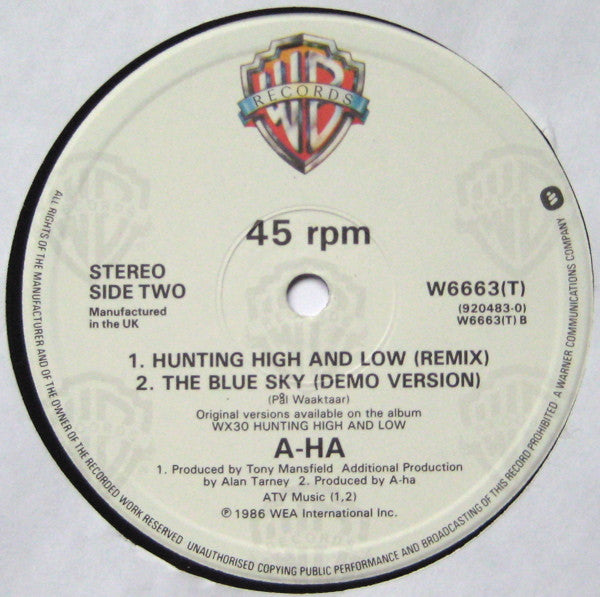 WB
RECORDS
45 rpm
STEREO
SIDE TWO
Manufactured
in the UK
W6663(T)
(920483·0)
W6663(T) B
1. HUNTING HIGH AND LOW (REMIX)
2. THE BLUE SKY (DEMO VERSION)
(Pål Waaktaar)
Original versions available on the album
WX30 HUNTING HIGH AND LOW
A-HA
1. Produced by Tony Mansfield Additional Production
by Alan Tarney 2. Produced by A-ha
ATV Music (1,2)
℗ © 1986 WEA International Inc.
ALL RIGHTS OF THE MANUFACTURER AND OF THE OWNER OF THE RECORDED WORK RESERVED. UNAUTHORISED COPYING PUBLIC PERFORMANCE AND BROADCASTING OF THIS RECORD PROHIBITED. A WARNER COMMUNICATIONS COMPANY